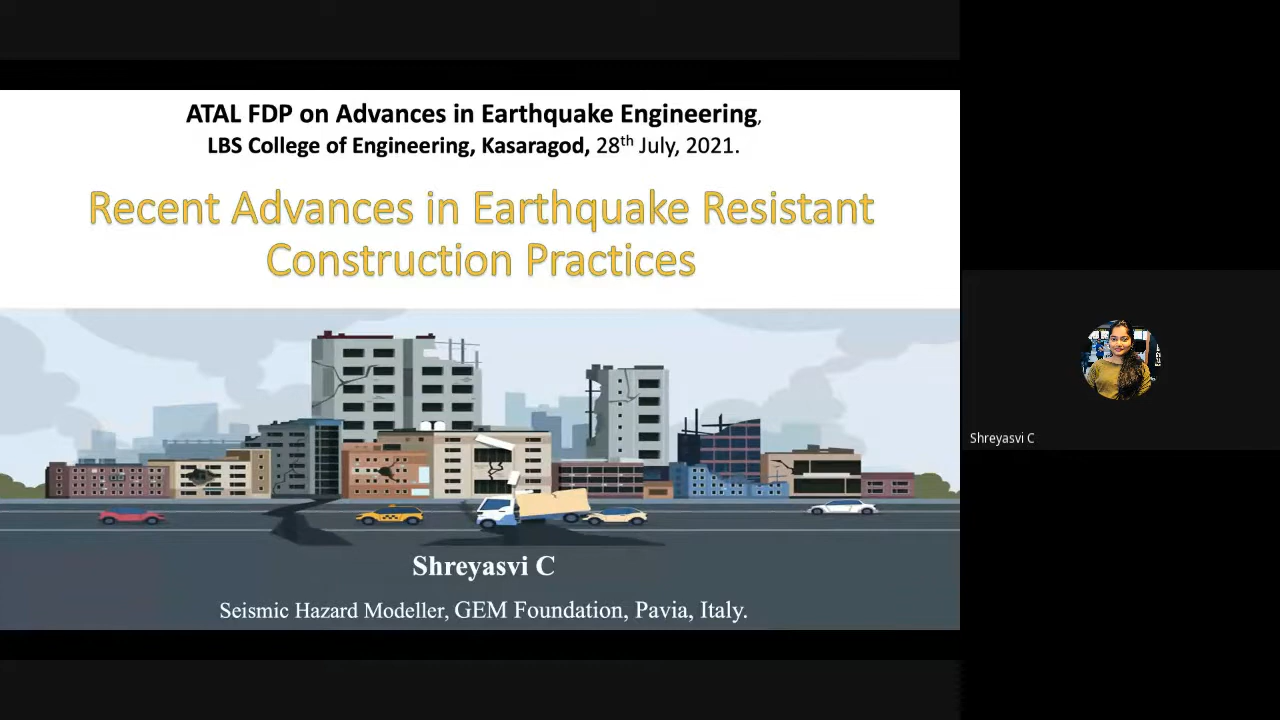 ATAL FDP on Advances in Earthquake Engineering,
LBS College of Engineering, Kasaragod, 28th July, 2021.
Recent Advances in Earthquake Resistant
Construction Practices
Shreyasvi C
Seismic Hazard Modeller, GEM Foundation, Pavia, Italy.
Shreyasvi C